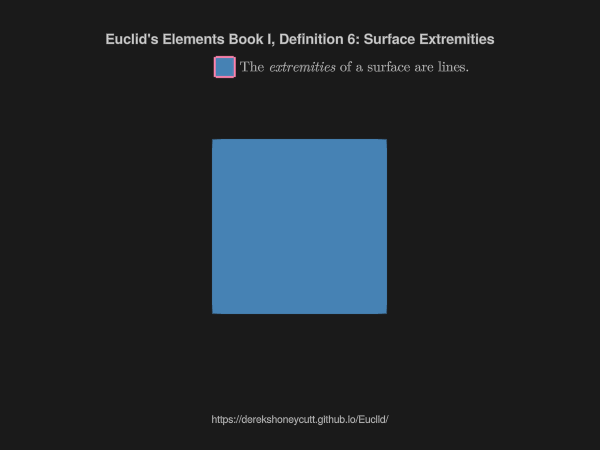 Euclid's Elements Book I, Definition 6: Surface Extremities
The extremities of a surface are lines.
https://derekshoneycutt.github.io/Euclid/